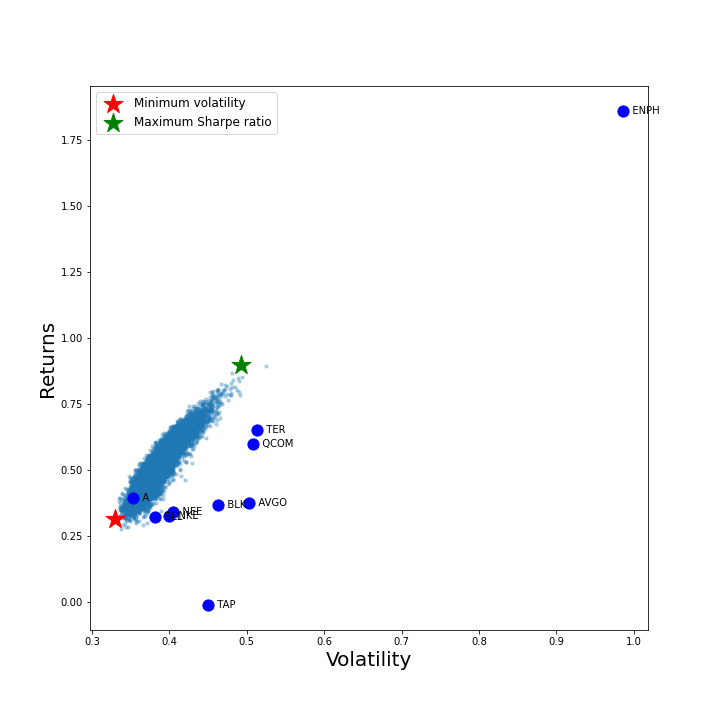 Minimum volatility
Maximum Sharpe ratio
ENPH
1.75
1.50
1.25
1.00
Returns
0.75
TER
QCOM
0.50
A
BLK
AVGO
NEE
NKE
0.25
0.00
TAP
0.3
0.4
0.5
0.6
0.7
0.8
0.9
1.0
Volatility